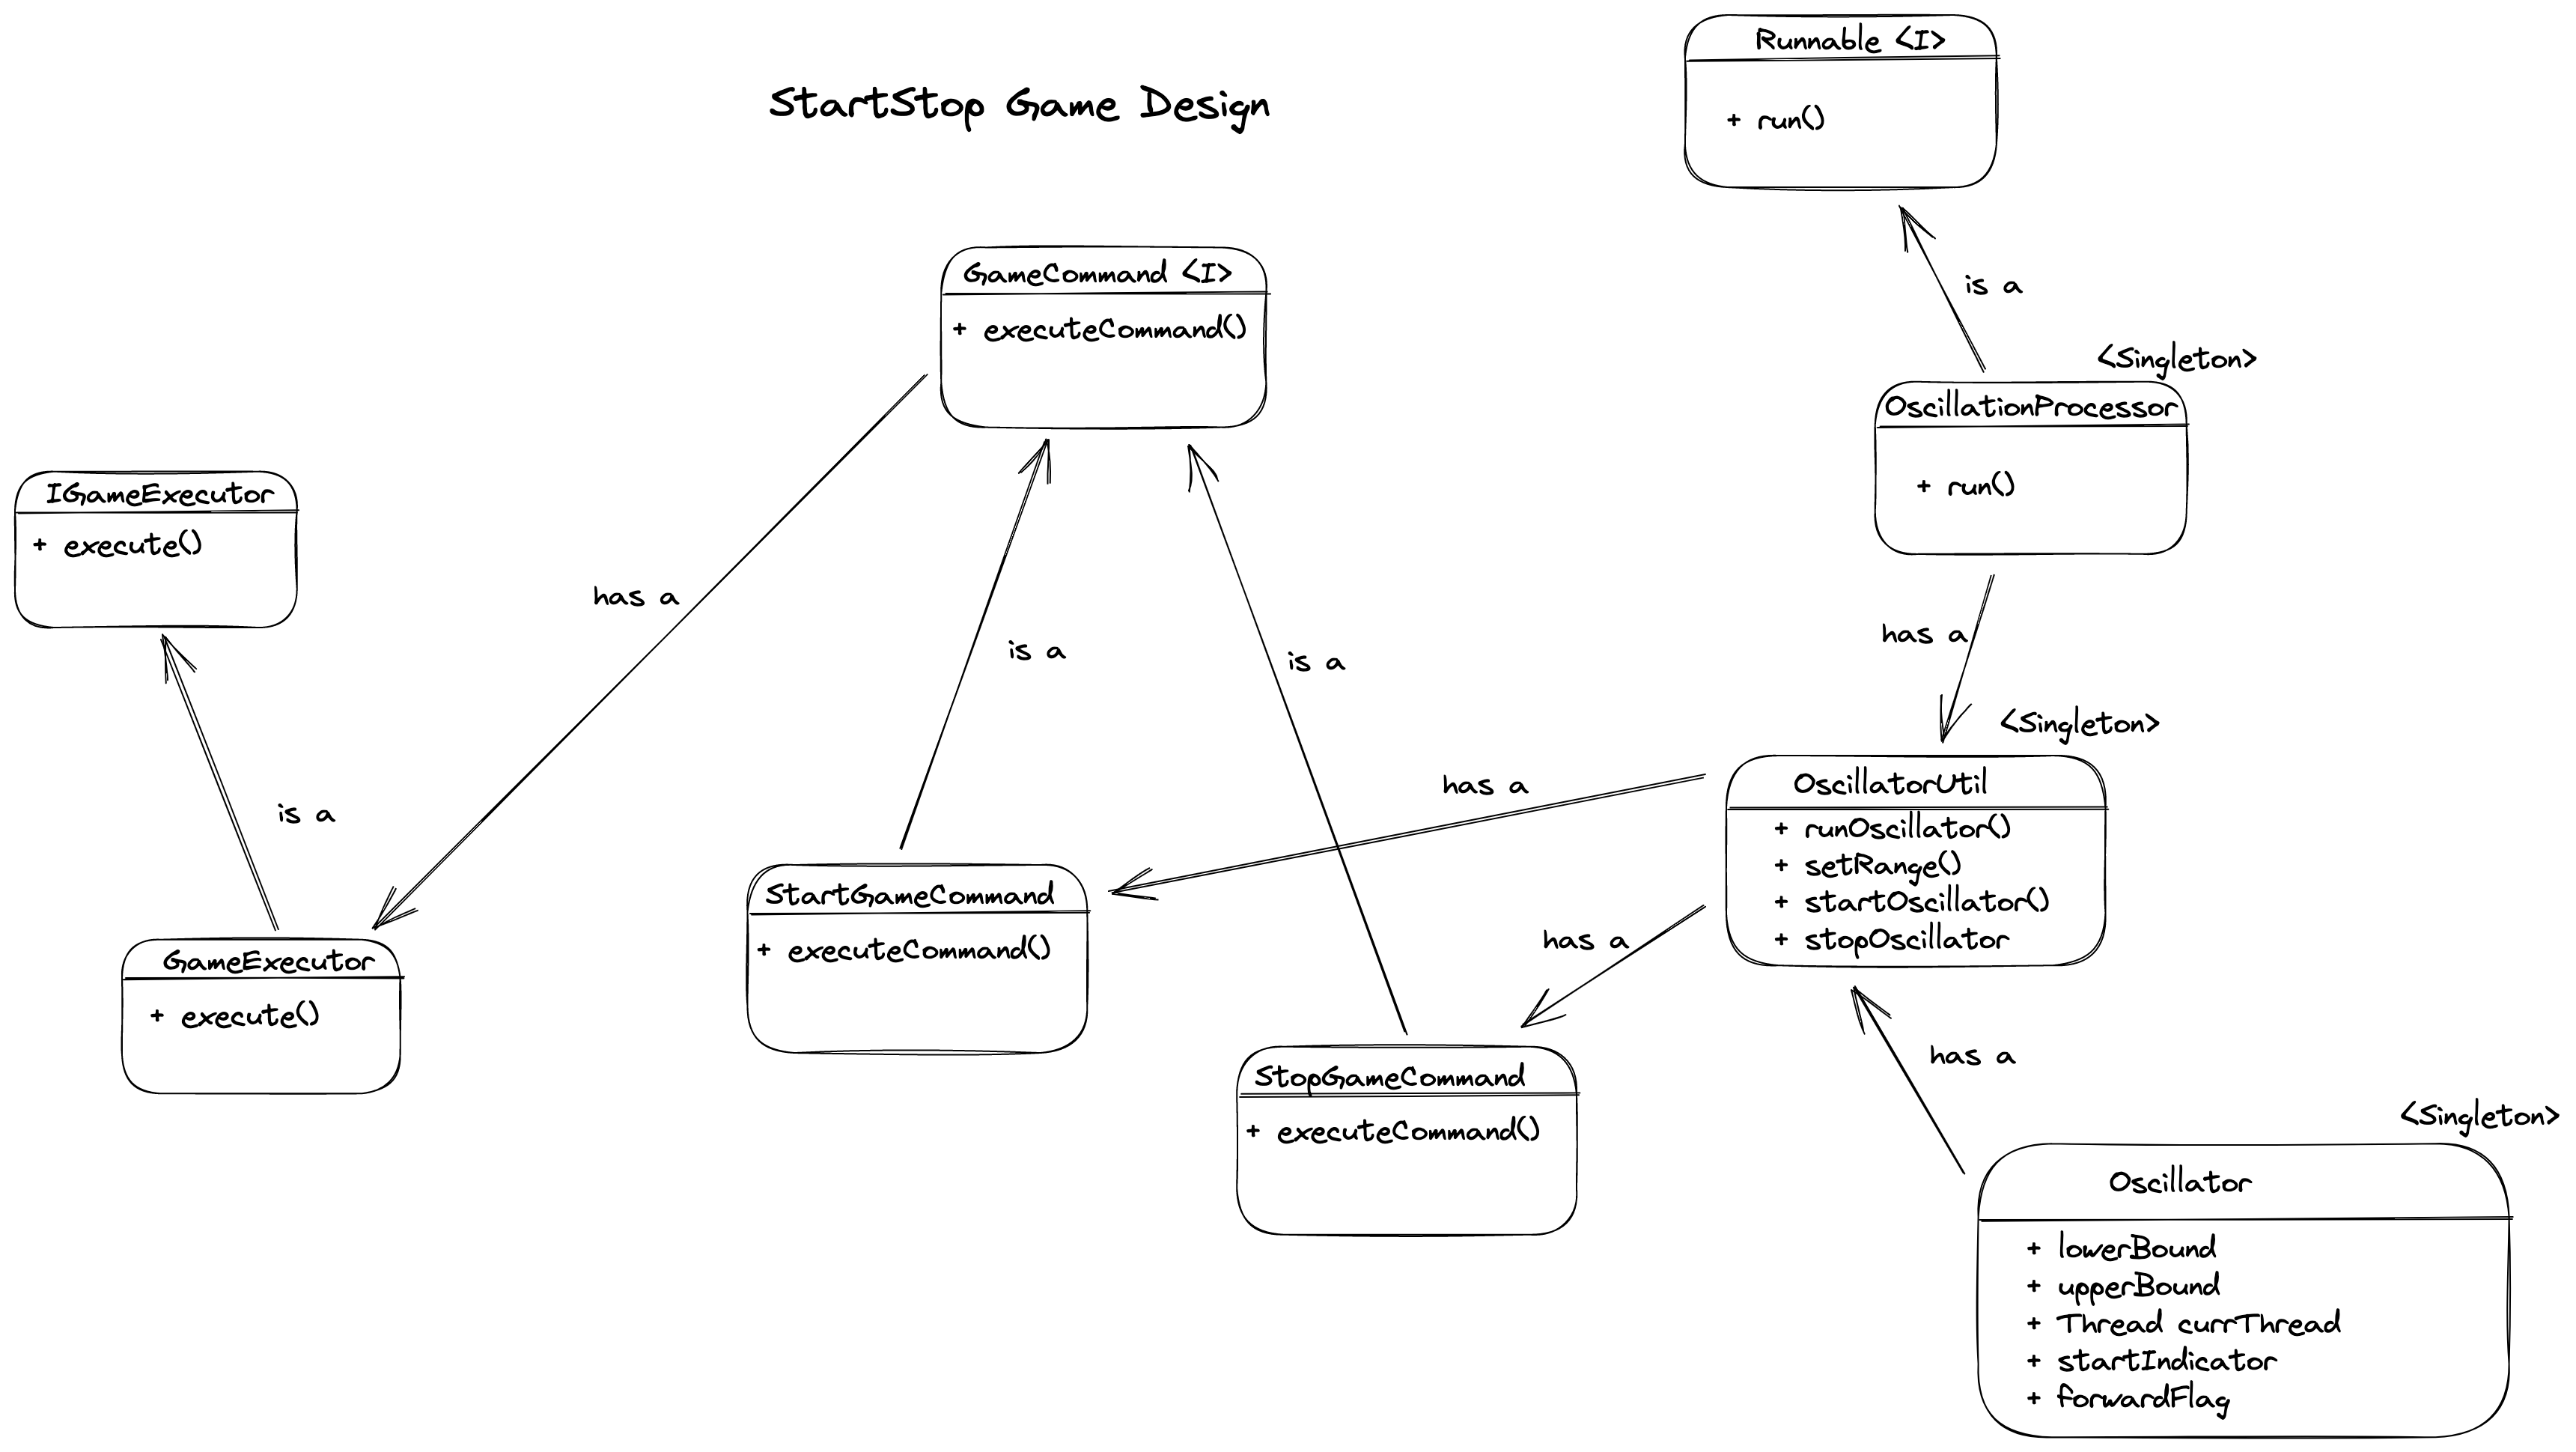 StartStop Game Design
Runnable <I>
+ run()
GameCommand <I>
+ executeCommand()
is a
<Singleton>
OscillationProcessor
+ run()
IGameExecutor
+ execute()
has a
is a
is a
has a
<Singleton>
OscillatorUtil
+ runOscillator()
+ setRange()
+ startOscillator()
+ stopOscillator
is a
has a
StartGameCommand
+ executeCommand()
has a
GameExecutor
+ execute()
StopGameCommand
+ executeCommand()
has a
<Singleton>
Oscillator
+ lowerBound
+ upperBound
+ Thread currThread
+ startIndicator
+ forwardFlag